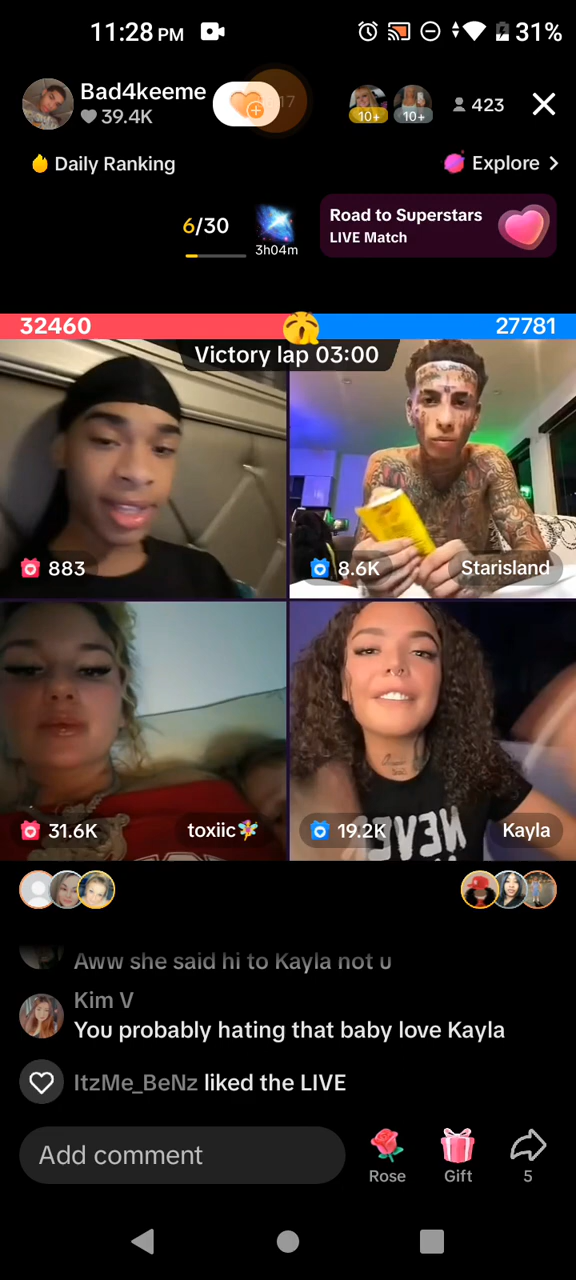 11:28 PM
31%
Bad4keeme
39.4K
17
10+
10+
423
Daily Ranking
Explore
6/30
3h04m
Road to Superstars
LIVE Match
32460
27781
Victory lap 03:00
883
8.6K
Starisland
31.6K
toxiic🧚
19.2K
Kayla
NEVE
Aww she said hi to Kayla not u
Kim V
You probably hating that baby love Kayla
ItzMe_BeNz liked the LIVE
Add comment
Rose
Gift
5